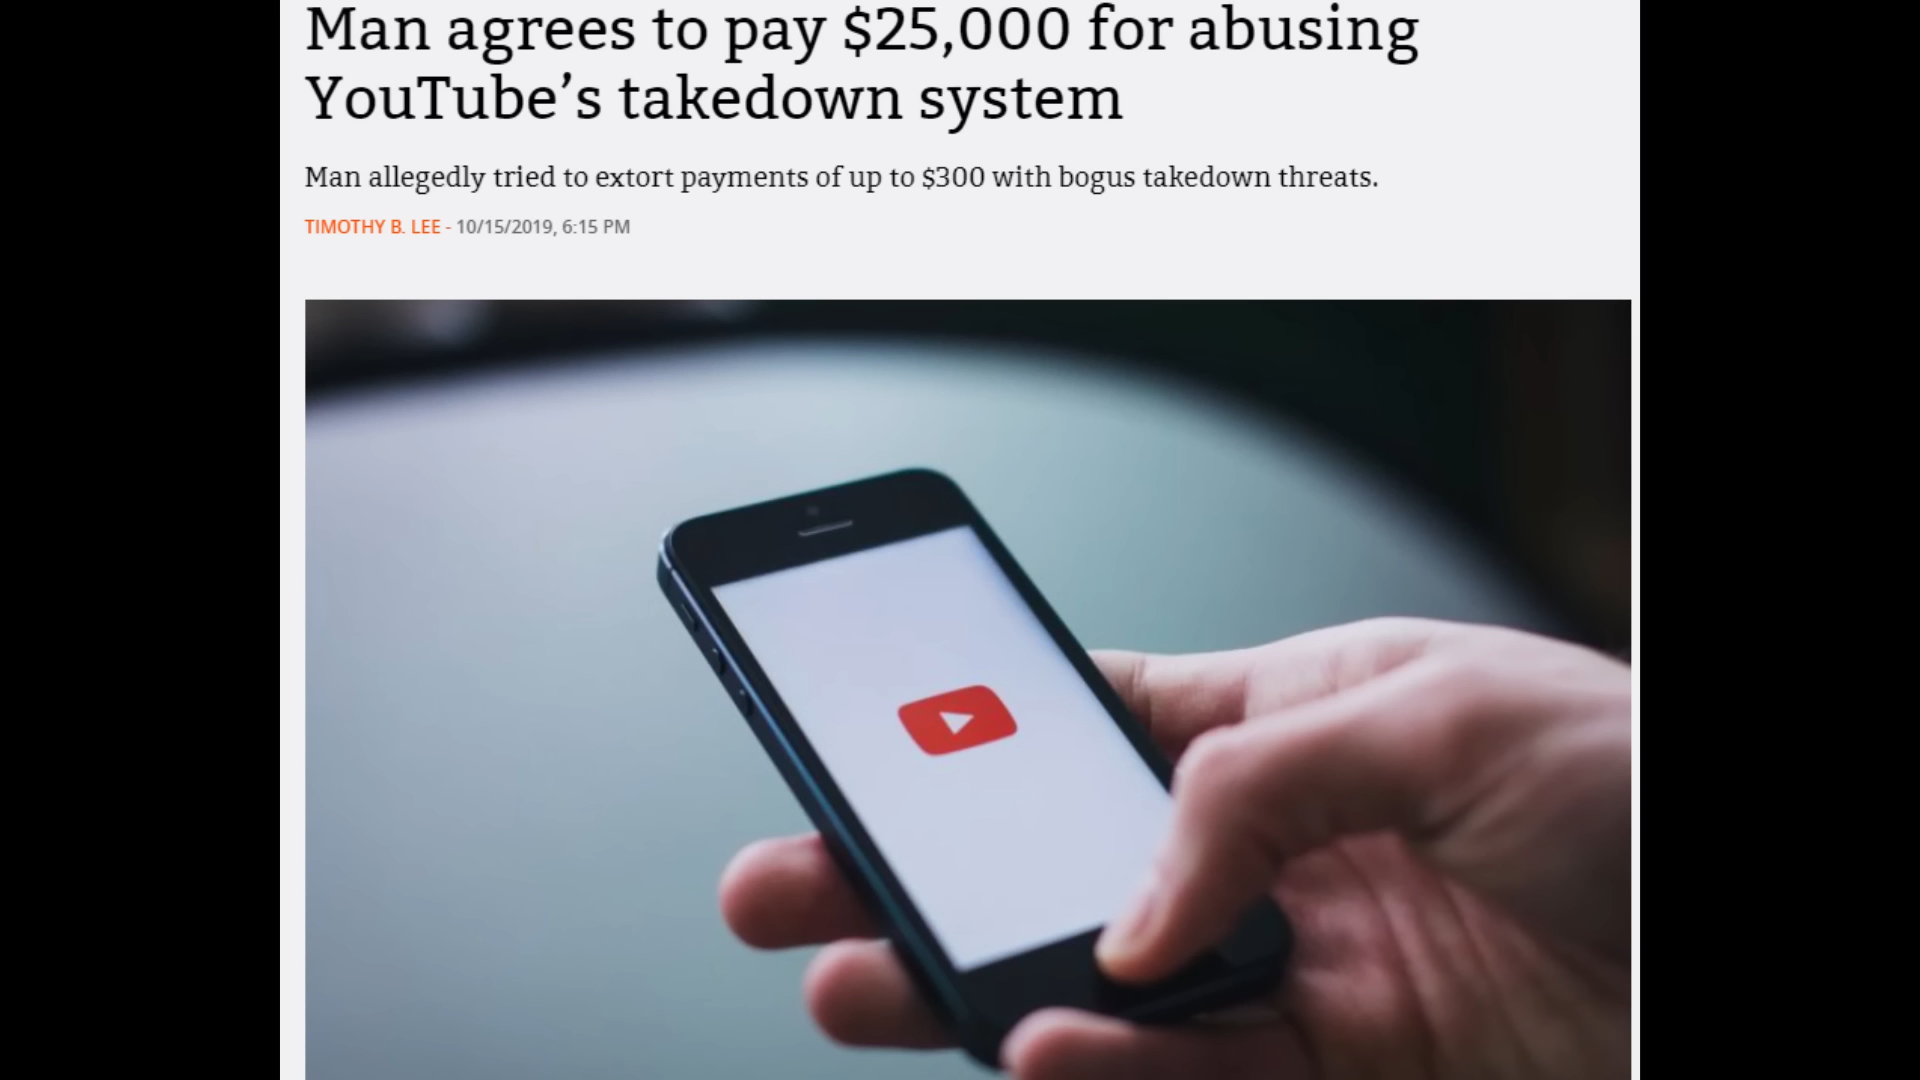 Man agrees to pay $25,000 for abusing
YouTube’s takedown system
Man allegedly tried to extort payments of up to $300 with bogus takedown threats.
TIMOTHY B. LEE - 10/15/2019, 6:15 PM